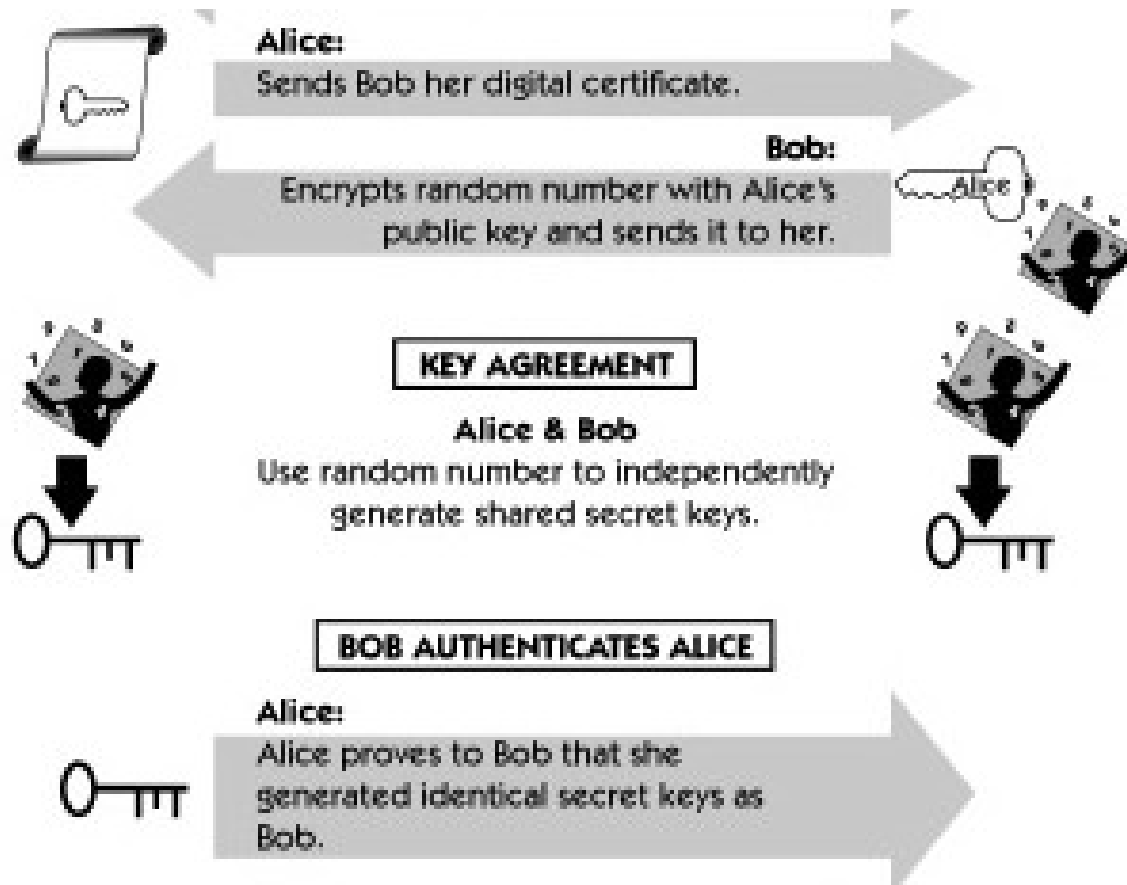 Alice:
Sends Bob her digital certificate.
Bob:
Encrypts random number with Alice's
public key and sends it to her.
Alice
KEY AGREEMENT
Alice & Bob
Use random number to independently
generate shared secret keys.
BOB AUTHENTICATES ALICE
Alice:
Alice proves to Bob that she
generated identical secret keys as
Bob.